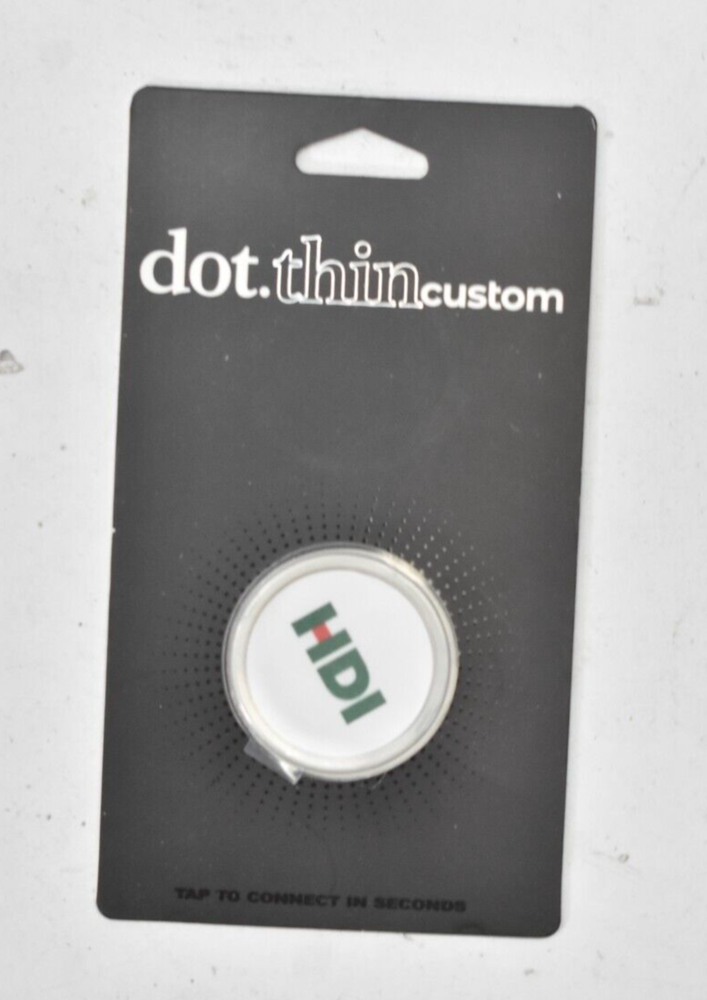 dot.thincustom
HDI
TAP TO CONNECT IN SECONDS